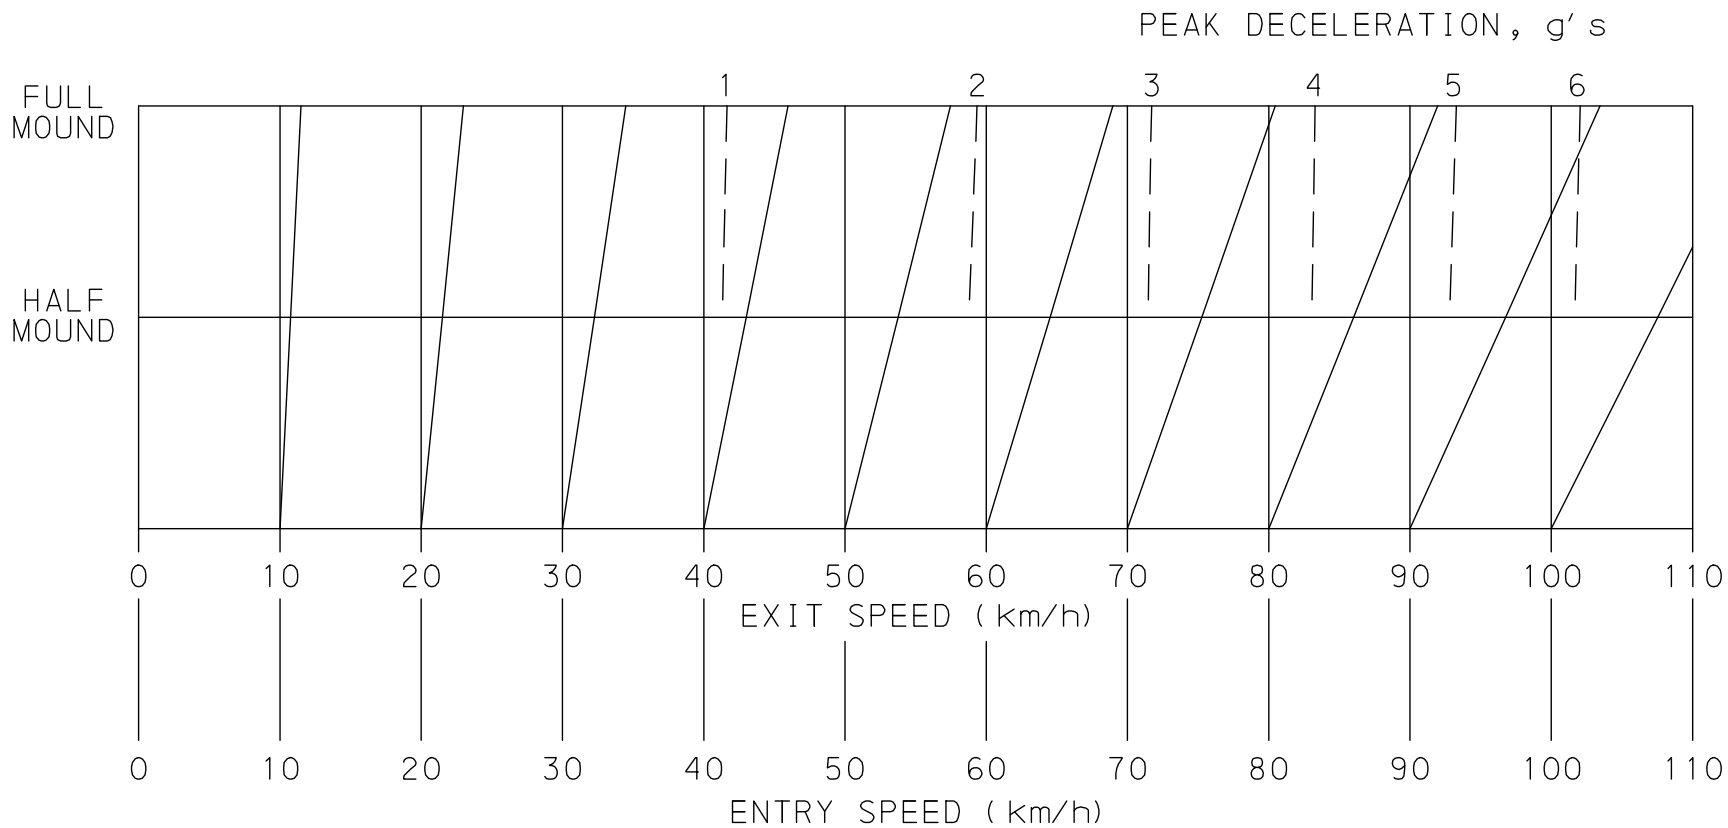 PEAK DECELERATION, g's
1 2 3 4 5 6
FULL
MOUND
HALF
MOUND
0 10 20 30 40 50 60 70 80 90 100 110
EXIT SPEED (km/h)
0 10 20 30 40 50 60 70 80 90 100 110
ENTRY SPEED (km/h)